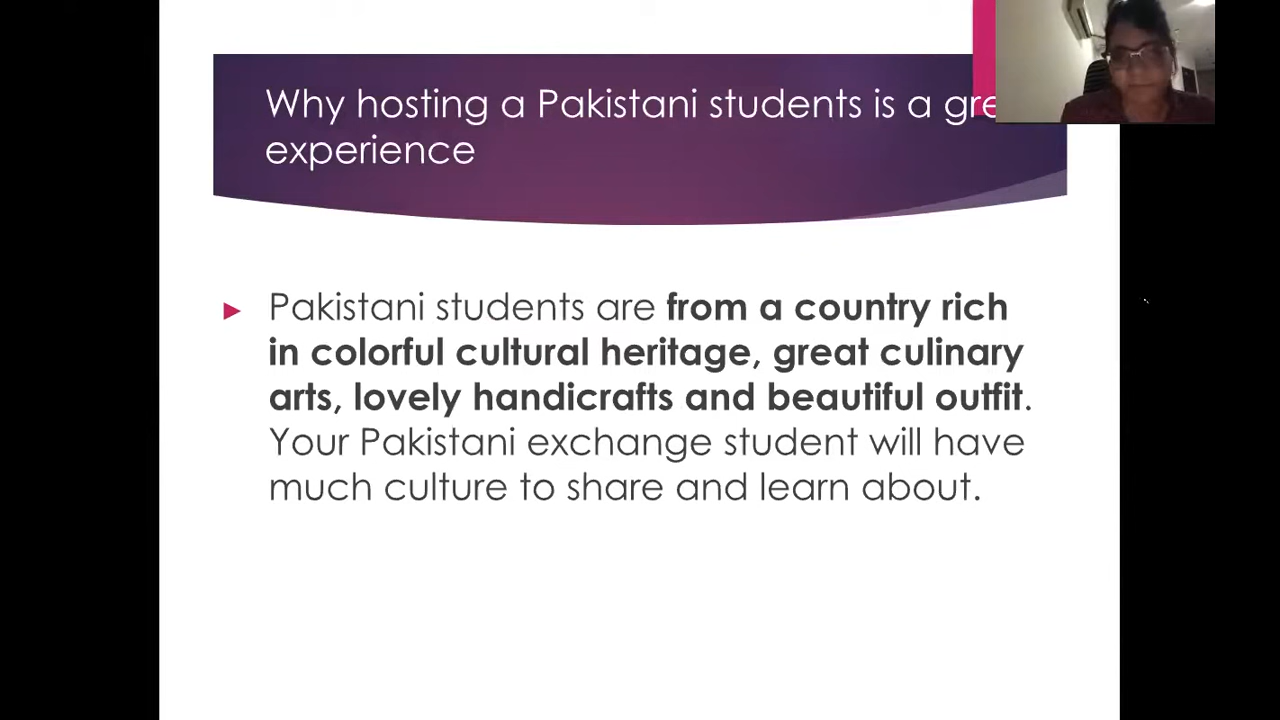 Why hosting a Pakistani students is a
experience
Pakistani students are from a country rich
in colorful cultural heritage, great culinary
arts, lovely handicrafts and beautiful outfit.
Your Pakistani exchange student will have
much culture to share and learn about.